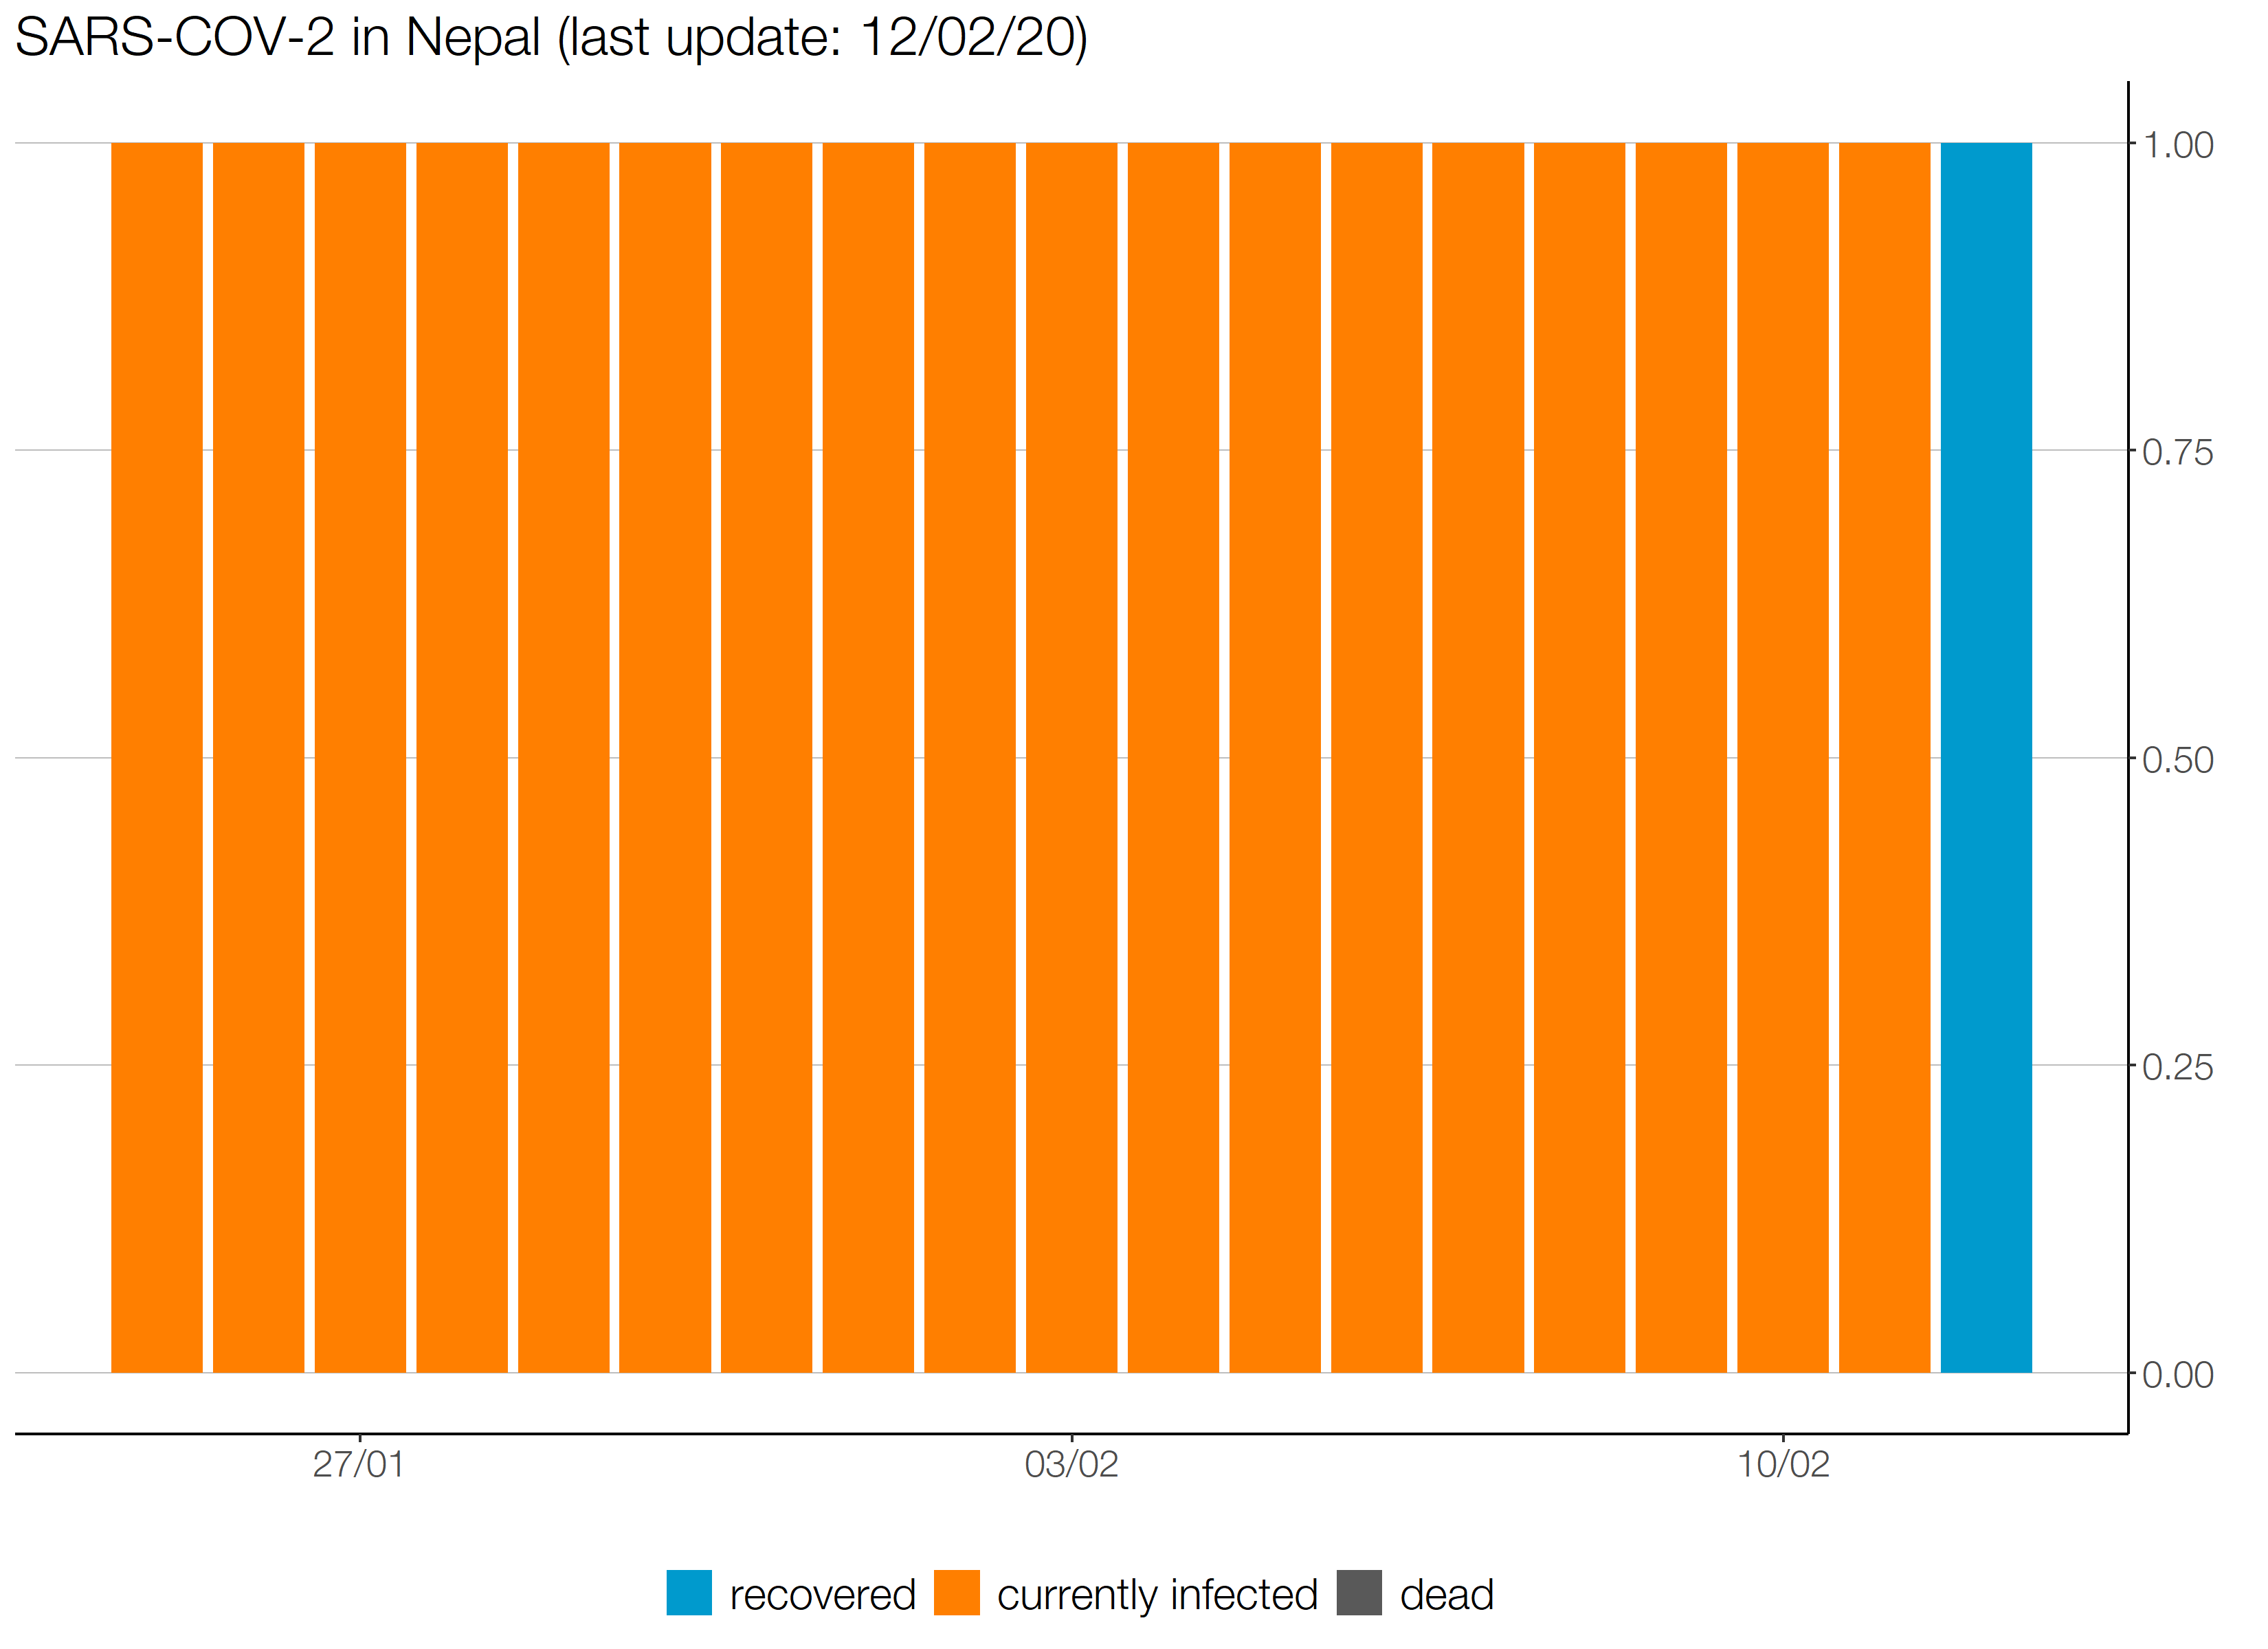 SARS-COV-2 in Nepal (last update: 12/02/20)
1.00
0.75
0.50
0.25
0.00
27/01 03/02 10/02
recovered currently infected dead